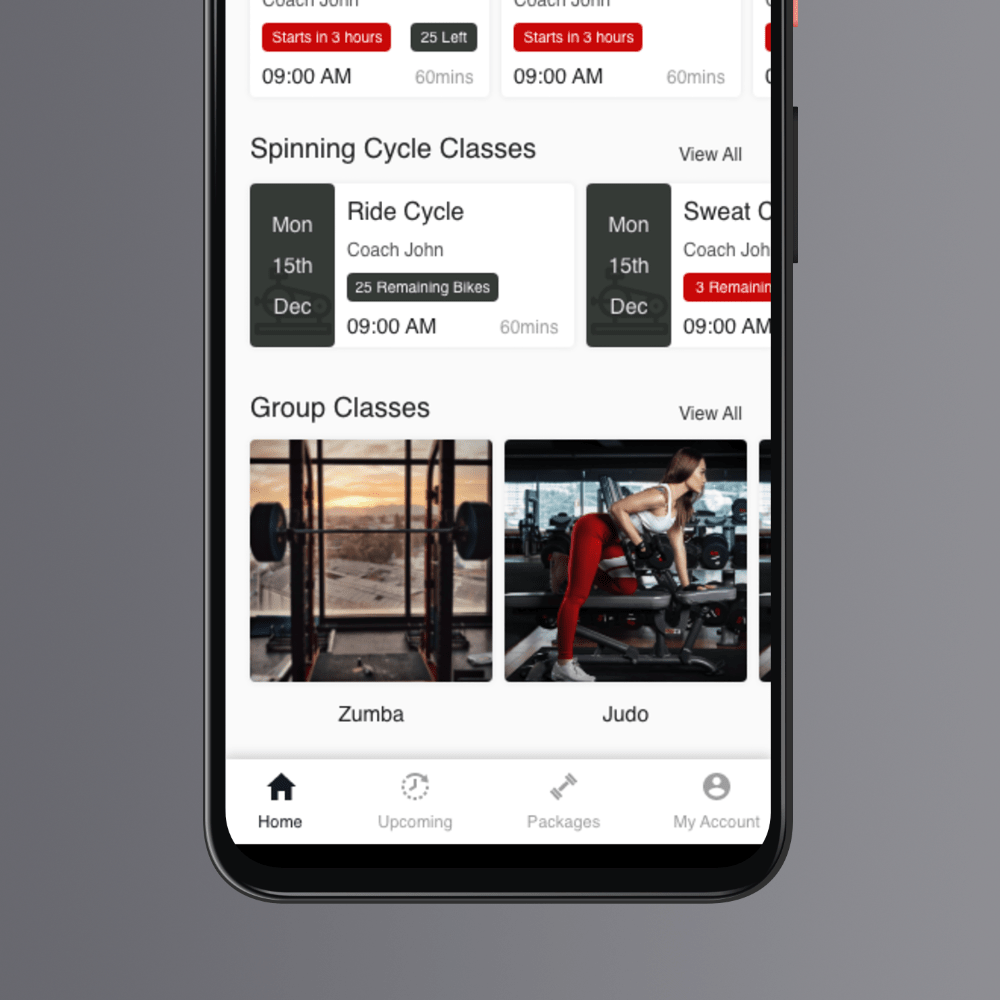 Coach John
Coach John
Starts in 3 hours
25 Left
Starts in 3 hours
09:00 AM
60mins
09:00 AM
60mins
Spinning Cycle Classes
View All
Mon
15th
Dec
Ride Cycle
Coach John
25 Remaining Bikes
09:00 AM
60mins
Mon
15th
Dec
Sweat
Coach Joh
3 Remainin
09:00 AM
Group Classes
View All
Zumba
Judo
Home
Upcoming
Packages
My Account